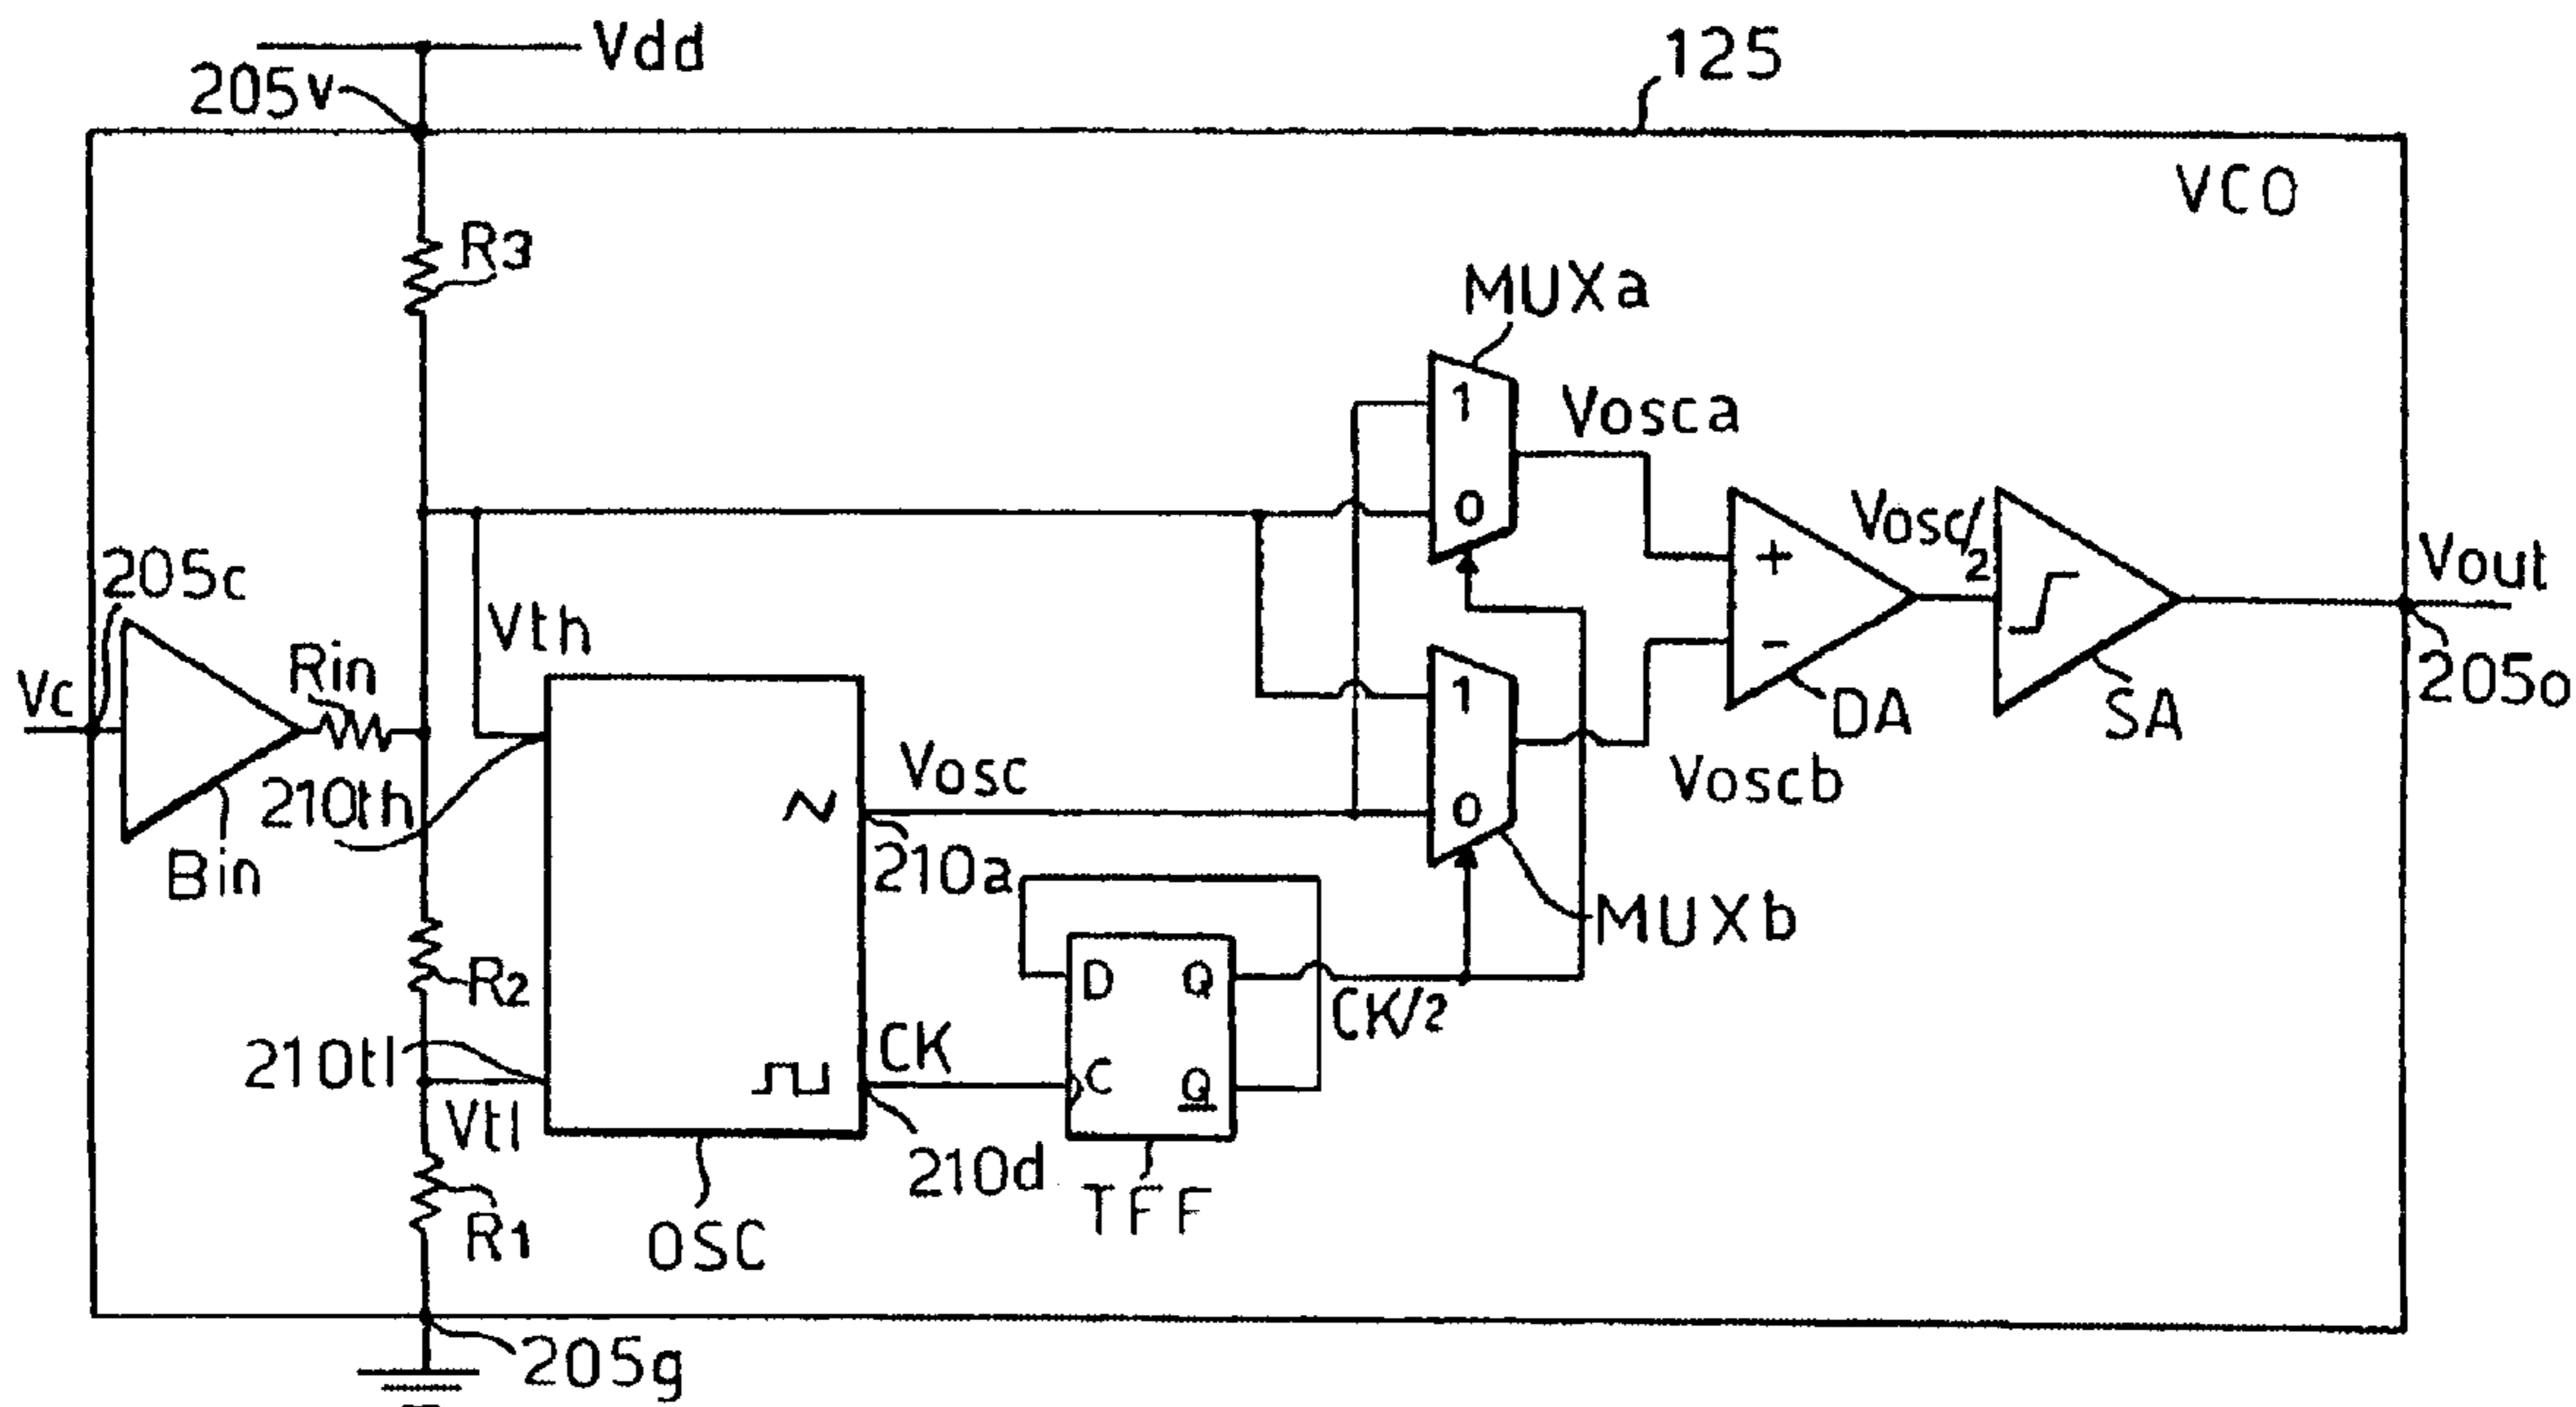 Vdd
125
205v
VCO
R3
MUXa
1
Vosca
0
Vosc/2
Vout
205c
Vth
+
Rin
Vc
1
-
DA
SA
205o
Vosc
Voscb
210th
0
Bin
210a
MUXb
R2
D
Q
CK/2
CK
210tl
C
Q
Vtl
210d
TFF
R1
OSC
205g